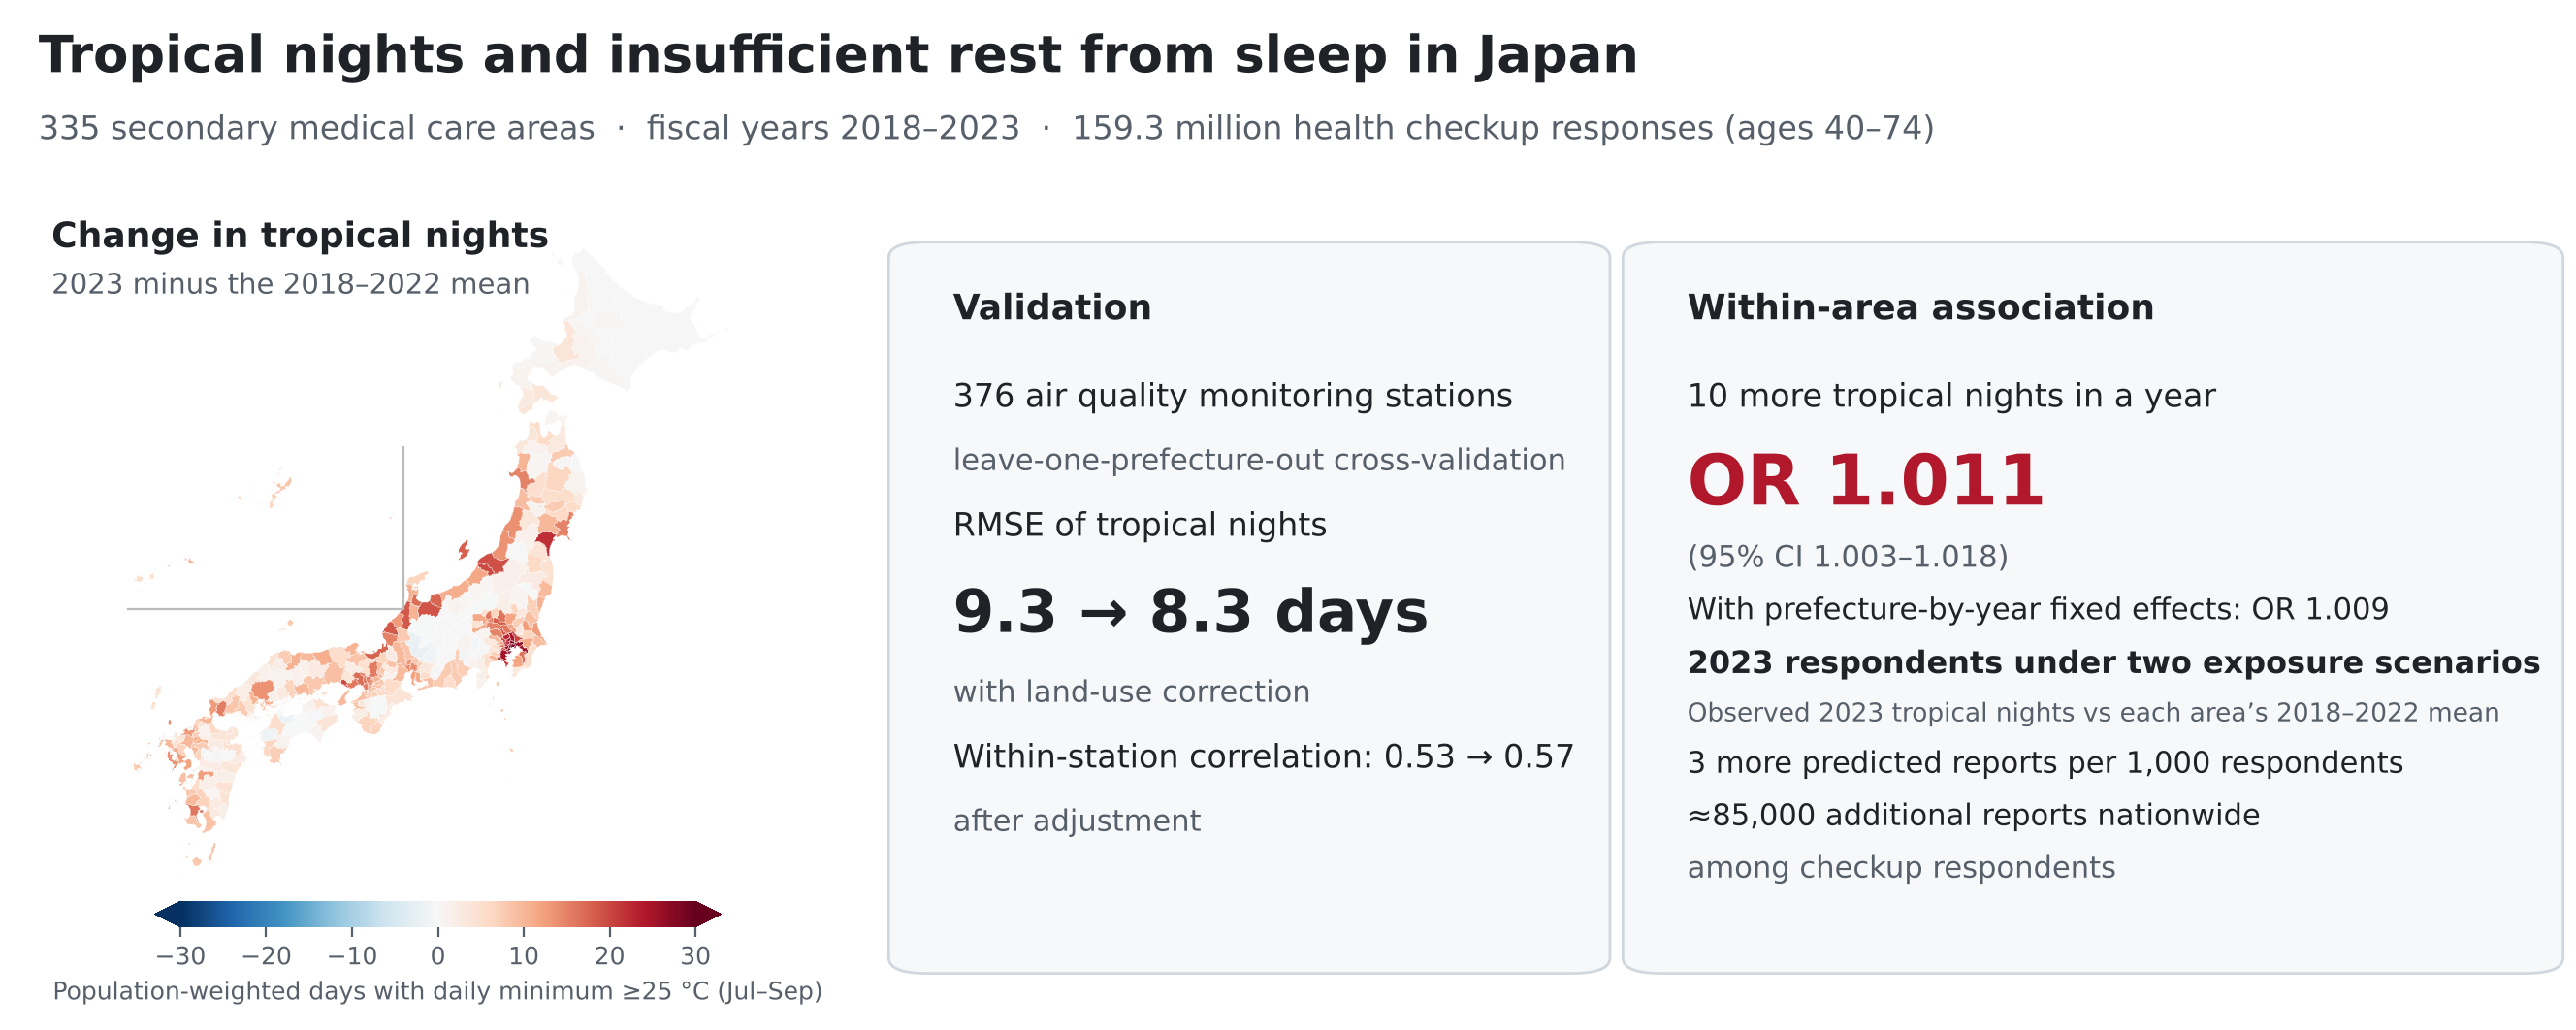 Tropical nights and insufficient rest from sleep in Japan
335 secondary medical care areas · fiscal years 2018–2023 · 159.3 million health checkup responses (ages 40–74)
Change in tropical nights
2023 minus the 2018–2022 mean
−30 −20 −10 0 10 20 30
Population-weighted days with daily minimum ≥25 °C (Jul–Sep)
Validation
376 air quality monitoring stations
leave-one-prefecture-out cross-validation
RMSE of tropical nights
9.3 → 8.3 days
with land-use correction
Within-station correlation: 0.53 → 0.57
after adjustment
Within-area association
10 more tropical nights in a year
OR 1.011
(95% CI 1.003–1.018)
With prefecture-by-year fixed effects: OR 1.009
2023 respondents under two exposure scenarios
Observed 2023 tropical nights vs each area’s 2018–2022 mean
3 more predicted reports per 1,000 respondents
≈85,000 additional reports nationwide
among checkup respondents